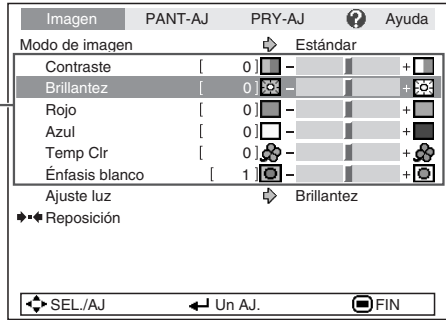 Imagen PANT-AJ PRY-AJ ? Ayuda
Modo de imagen Estándar
Contraste [ 0 ] – +
Brillantez [ 0 ] – +
Rojo [ 0 ] – +
Azul [ 0 ] – +
Temp Clr [ 0 ] – +
Énfasis blanco [ 1 ] – +
Ajuste luz Brillantez
Reposición
SEL./AJ Un AJ. FIN